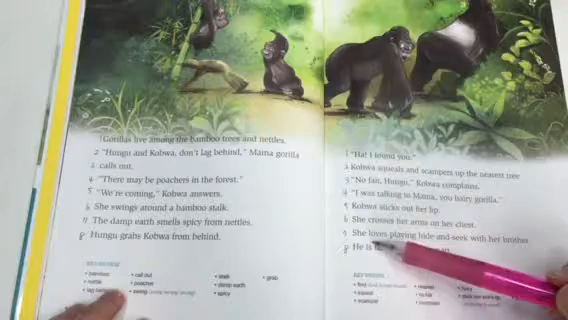 1 Gorillas live among the bamboo trees and nettles.
2 "Hungu and Kobwa, don't lag behind," Mama gorilla
3 calls out.
4 "There may be poachers in the forest."
5 "We're coming," Kobwa answers.
6 She swings around a bamboo stalk.
7 The damp earth smells spicy from nettles.
8 Hungu grabs Kobwa from behind.
• bamboo
• nettle
• lag behind
• call out
• poacher
• swing
• stalk
• damp earth
• spicy
• grab
1 "Ha! I found you."
2 Kobwa squeals and scampers up the nearest tree
3 "No fair, Hungu," Kobwa complains.
4 "I was talking to Mama, you hairy gorilla."
5 Kobwa sticks out her lip.
6 She crosses her arms on her chest.
7 She loves playing hide-and-seek with her brother
8 He is
• find
• squeal
• scamper
• nearest
• no fair
• complain
• hairy